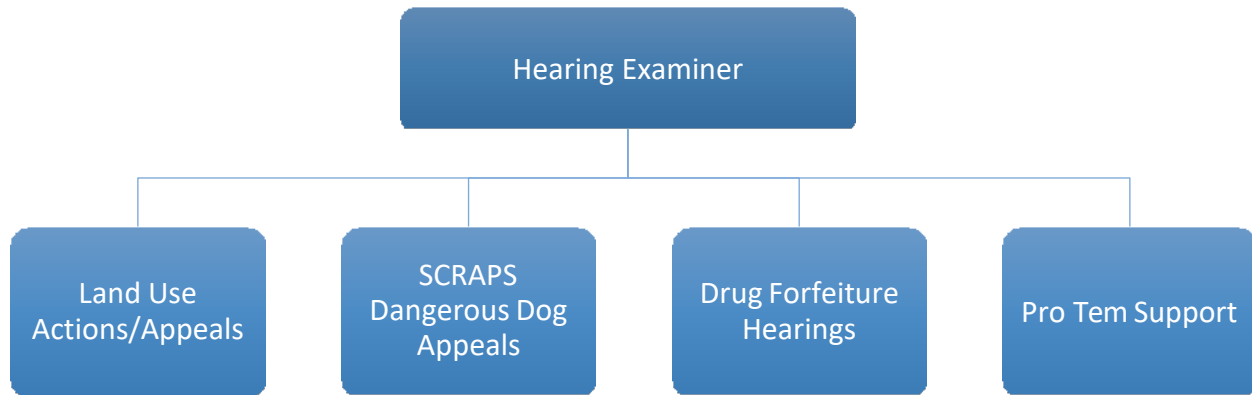 Hearing Examiner
Land Use
Actions/Appeals
SCRAPS
Dangerous Dog
Appeals
Drug Forfeiture
Hearings
Pro Tem Support